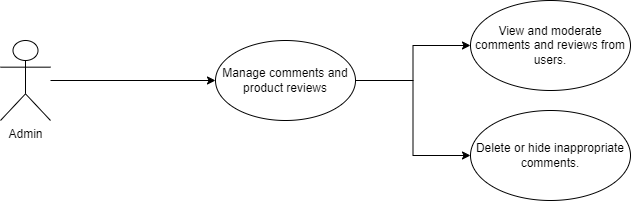 Admin
Manage comments and
product reviews
View and moderate
comments and reviews from
users.
Delete or hide inappropriate
comments.